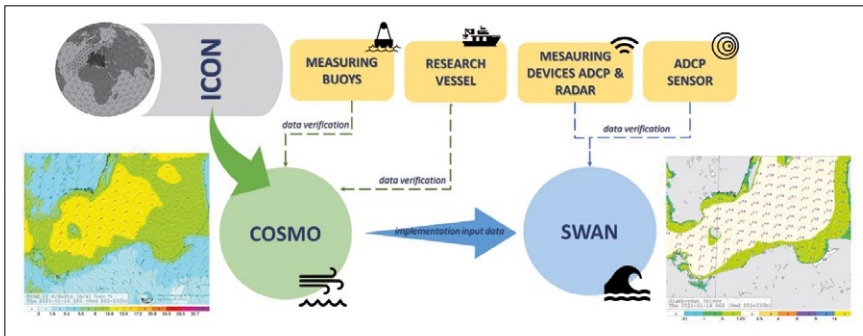 ICON
MEASURING
BUOYS
RESEARCH
VESSEL
MESAURING
DEVICES ADCP &
RADAR
ADCP
SENSOR
data verification
data verification
data verification
COSMO
implementation input data
SWAN